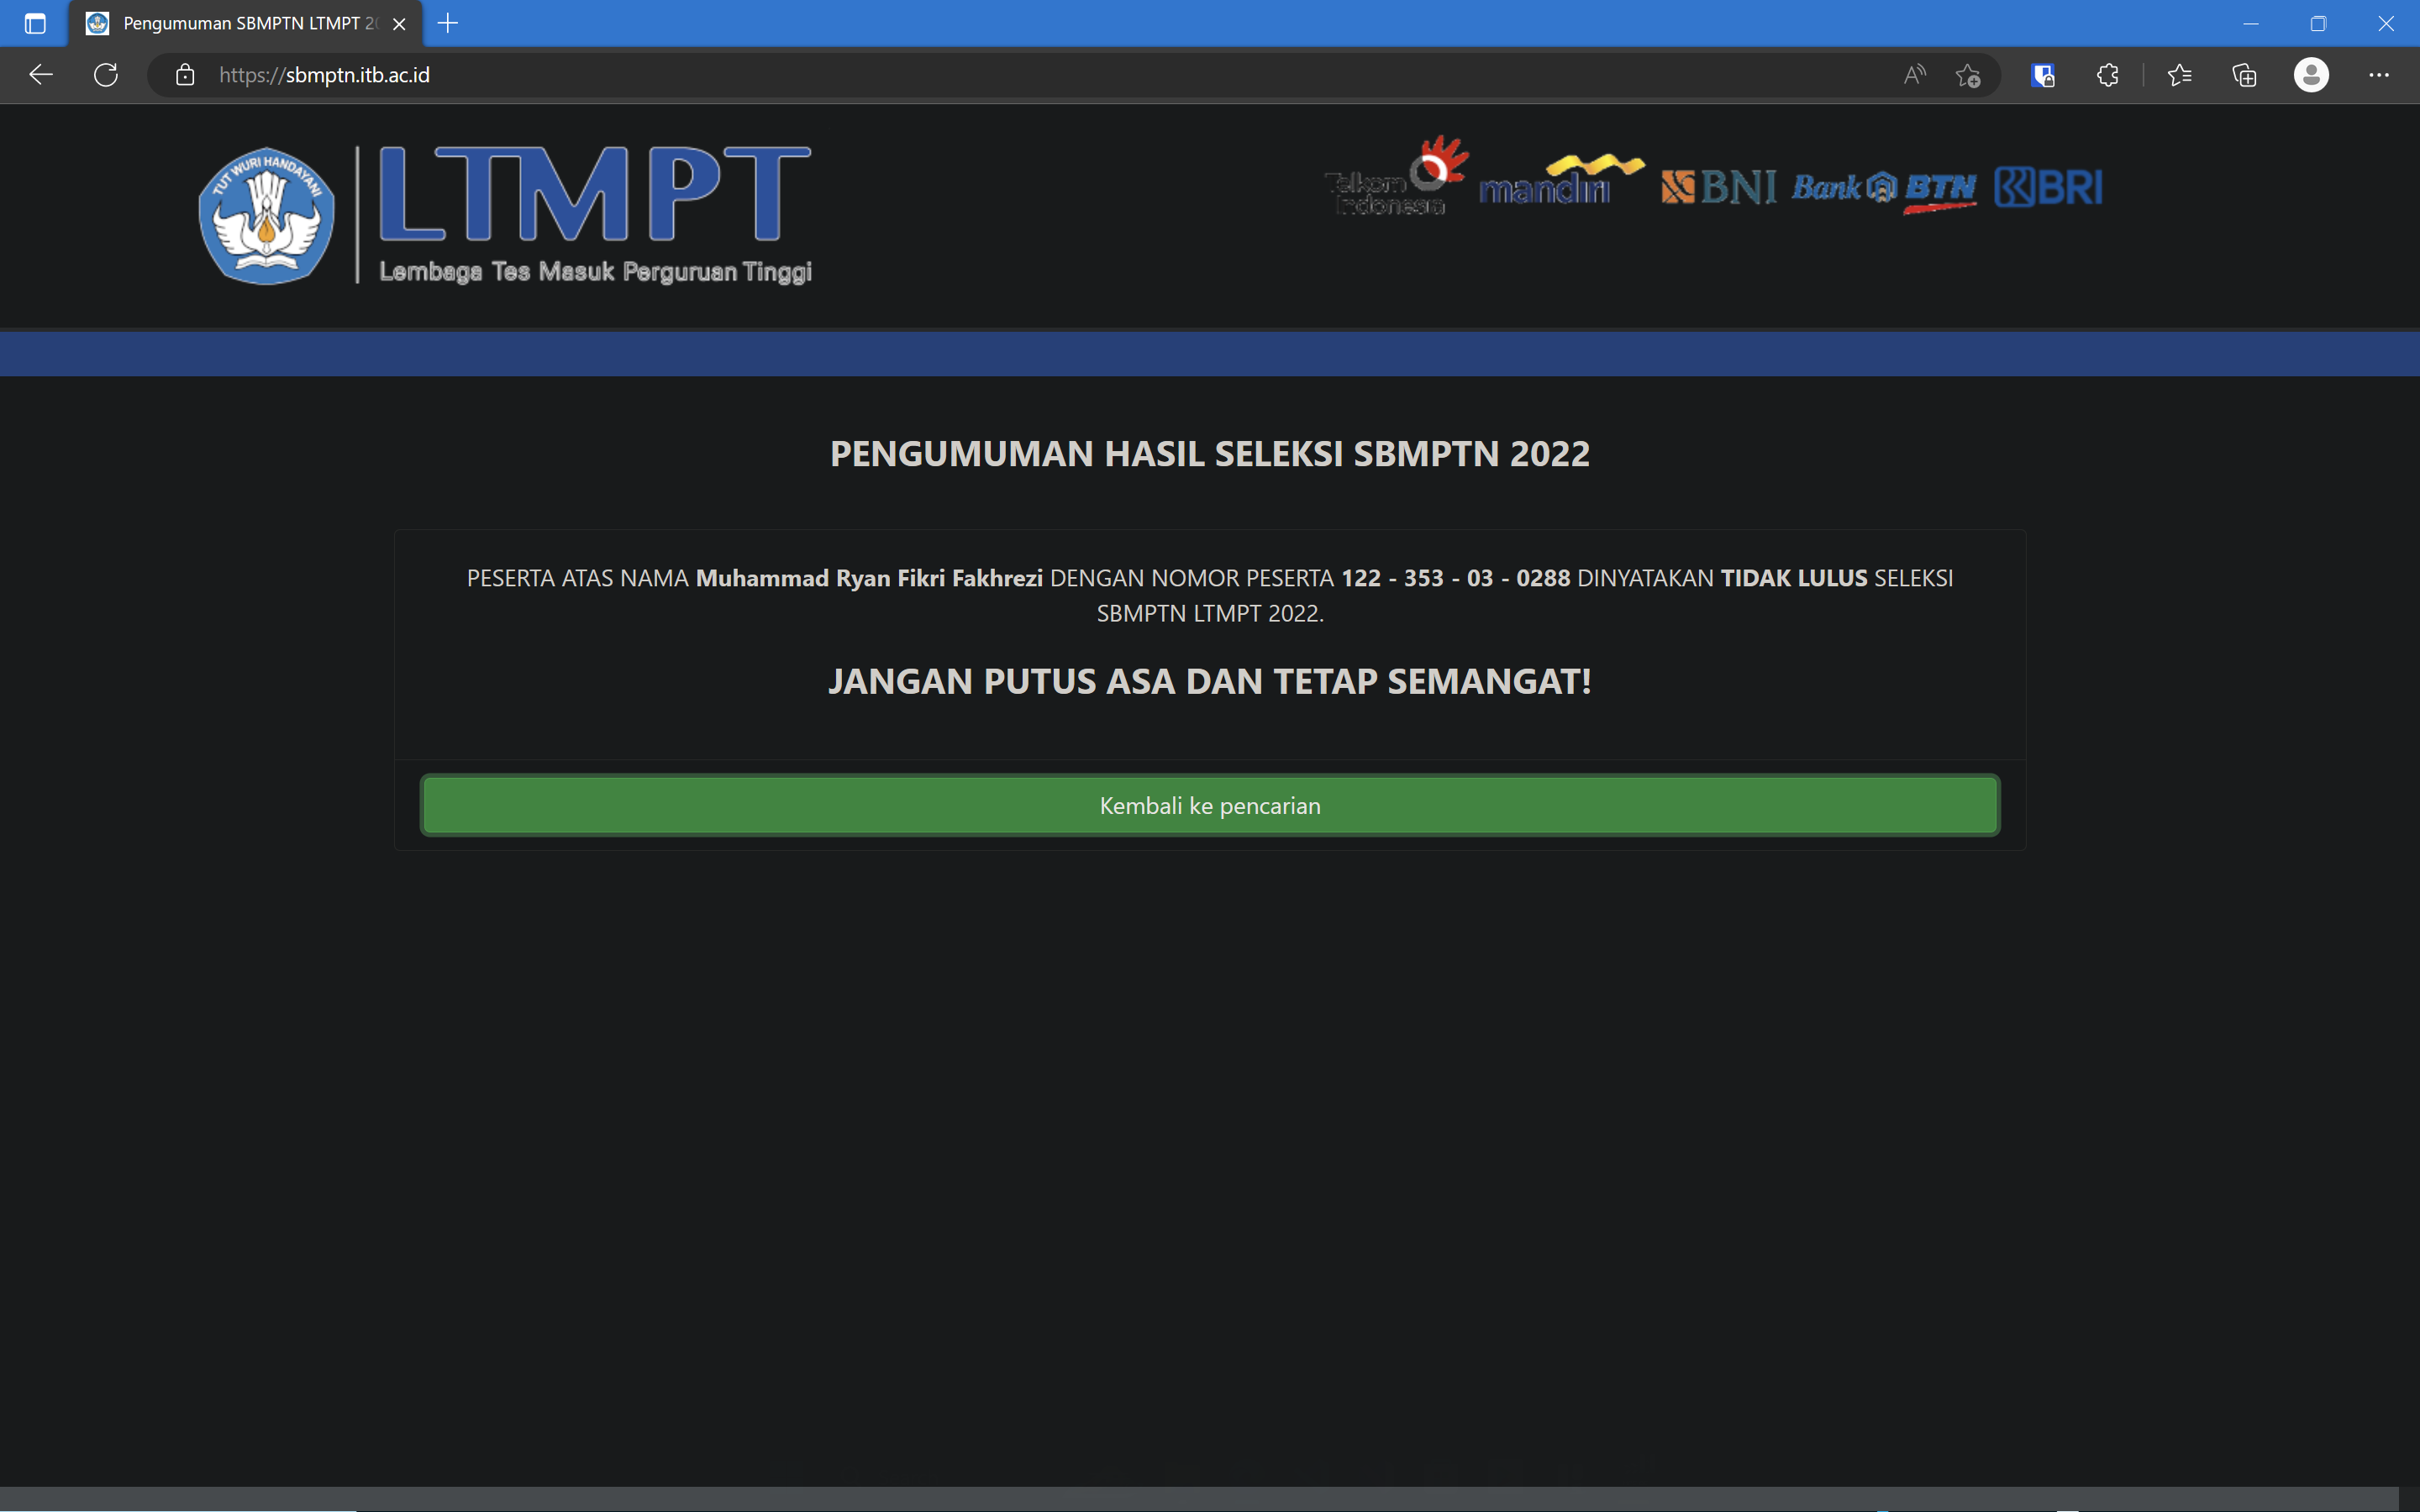 Pengumuman SBMPTN LTMPT 20
https://sbmptn.itb.ac.id
TUT WURI HANDAYANI
LTMPT
Lembaga Tes Masuk Perguruan Tinggi
Telkom Indonesia
mandiri
BNI
Bank BTN
BRI
PENGUMUMAN HASIL SELEKSI SBMPTN 2022
PESERTA ATAS NAMA Muhammad Ryan Fikri Fakhrezi DENGAN NOMOR PESERTA 122 - 353 - 03 - 0288 DINYATAKAN TIDAK LULUS SELEKSI
SBMPTN LTMPT 2022.
JANGAN PUTUS ASA DAN TETAP SEMANGAT!
Kembali ke pencarian